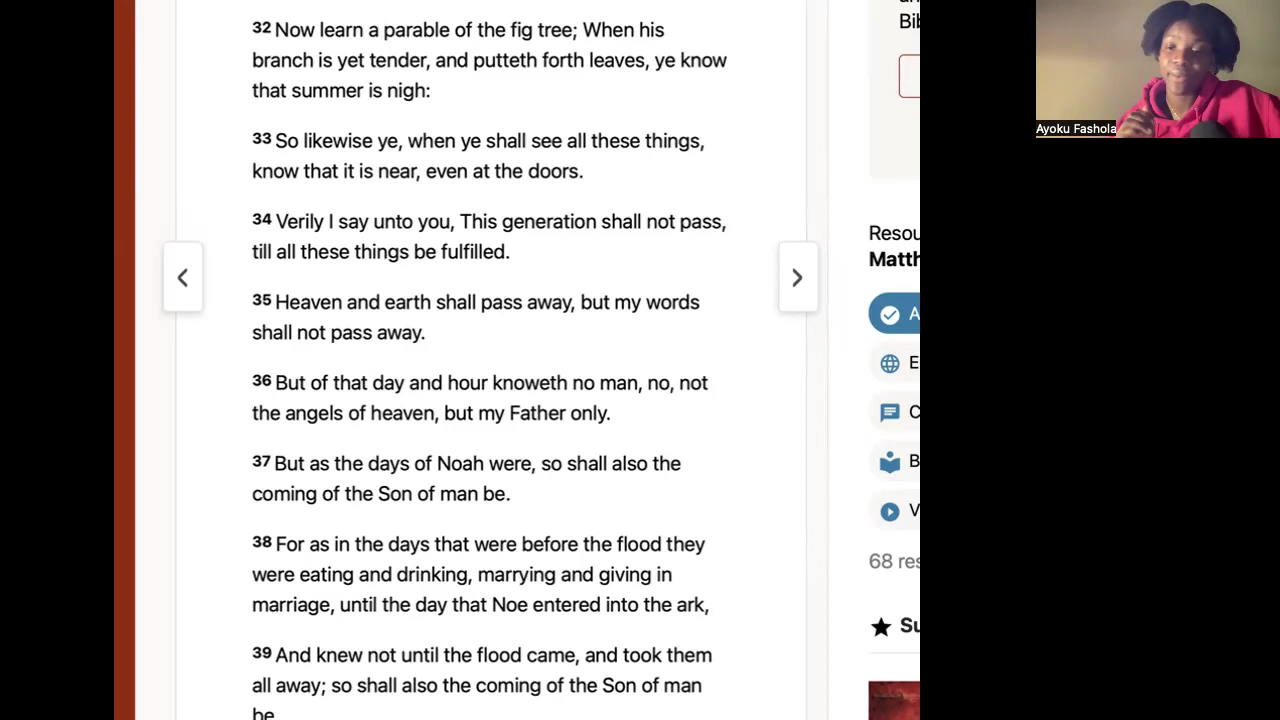 32 Now learn a parable of the fig tree; When his
branch is yet tender, and putteth forth leaves, ye know
that summer is nigh:
33 So likewise ye, when ye shall see all these things,
know that it is near, even at the doors.
34 Verily I say unto you, This generation shall not pass,
till all these things be fulfilled.
35 Heaven and earth shall pass away, but my words
shall not pass away.
36 But of that day and hour knoweth no man, no, not
the angels of heaven, but my Father only.
37 But as the days of Noah were, so shall also the
coming of the Son of man be.
38 For as in the days that were before the flood they
were eating and drinking, marrying and giving in
marriage, until the day that Noe entered into the ark,
39 And knew not until the flood came, and took them
all away; so shall also the coming of the Son of man
be
Bib
Resou
Matth
A
E
C
B
V
68 res
Su
Ayoku Fashola